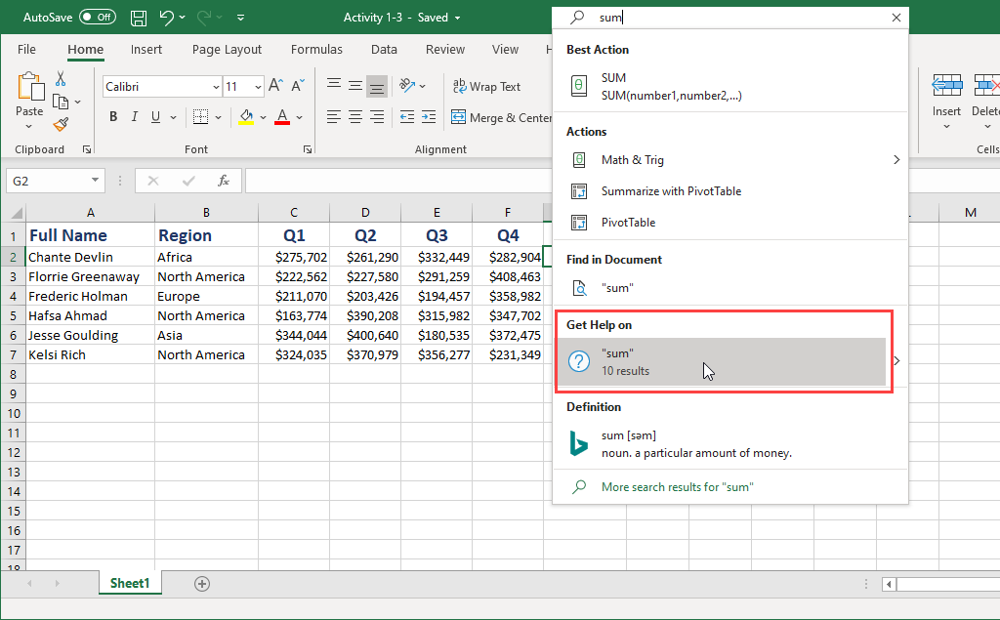 AutoSave Off Activity 1-3 - Saved sum
File Home Insert Page Layout Formulas Data Review View H
Best Action
SUM
SUM(number1,number2,...)
Actions
Math & Trig
Summarize with PivotTable
PivotTable
Find in Document
"sum"
Get Help on
"sum"
10 results
Definition
sum [səm]
noun. a particular amount of money.
More search results for "sum"
Paste
Calibri 11
B I U A
Wrap Text
Merge & Center
Insert Delet
Clipboard Font Alignment Cells
G2 fx
A B C D E F L M
1 Full Name Region Q1 Q2 Q3 Q4
2 Chante Devlin Africa $275,702 $261,290 $332,449 $282,904
3 Florrie Greenaway North America $222,562 $227,580 $291,259 $408,463
4 Frederic Holman Europe $211,070 $203,426 $194,457 $358,982
5 Hafsa Ahmad North America $163,774 $390,208 $315,982 $347,702
6 Jesse Goulding Asia $344,044 $400,640 $180,535 $372,475
7 Kelsi Rich North America $324,035 $370,979 $356,277 $231,349
8
9
10
11
12
13
14
15
16
17
18
Sheet1